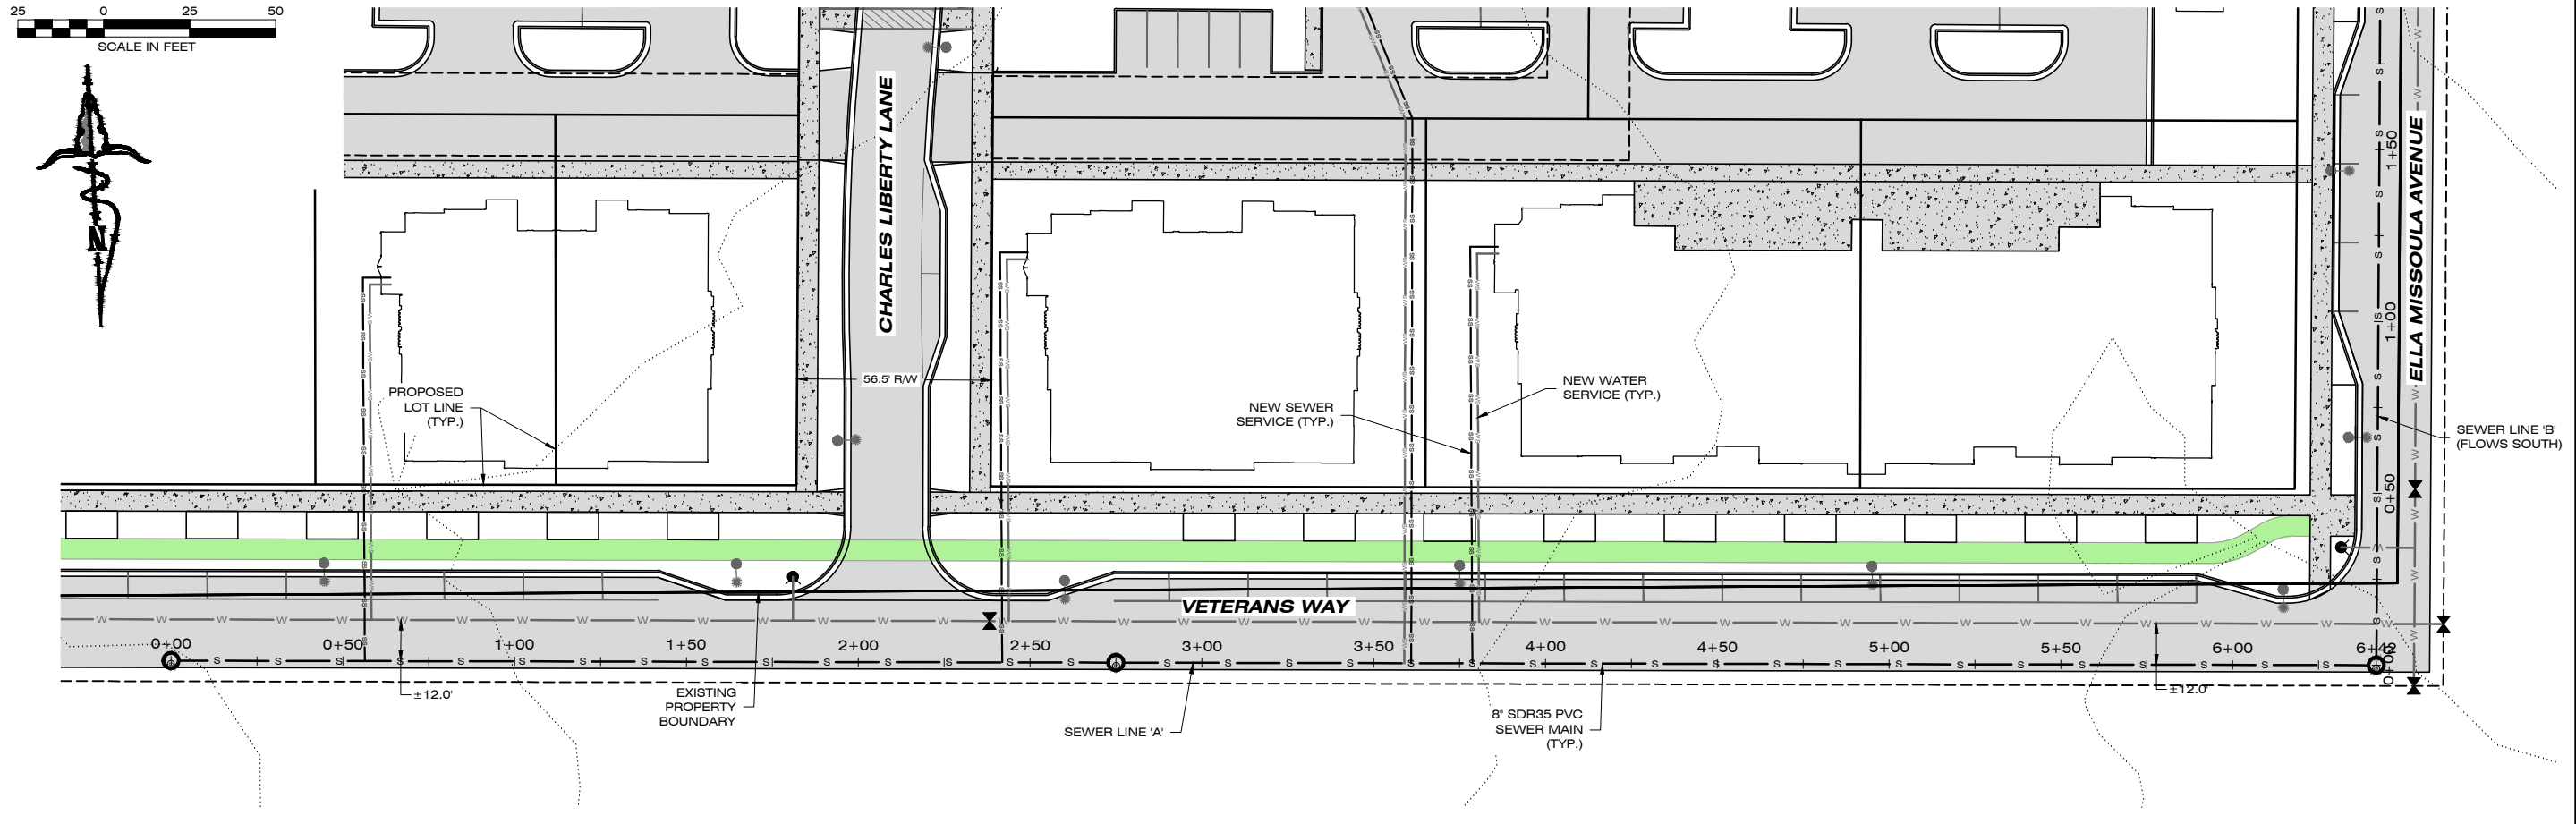 25 0 25 50
SCALE IN FEET
N
CHARLES LIBERTY LANE
ELLA MISSOULA AVENUE
1+50
1+00
0+50
0+00
56.5' R/W
PROPOSED
LOT LINE
(TYP.)
NEW SEWER
SERVICE (TYP.)
NEW WATER
SERVICE (TYP.)
SEWER LINE 'B'
(FLOWS SOUTH)
VETERANS WAY
0+00 0+50 1+00 1+50 2+00 2+50 3+00 3+50 4+00 4+50 5+00 5+50 6+00 6+42
±12.0'
EXISTING
PROPERTY
BOUNDARY
SEWER LINE 'A'
8" SDR35 PVC
SEWER MAIN
(TYP.)
±12.0'